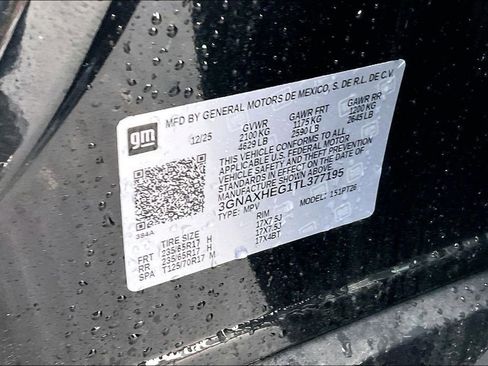 gm
MFD BY GENERAL MOTORS DE MEXICO, S. DE R.L. DE C.V.
12/25 GVWR GAWR FRT GAWR RR
2100 KG 1175 KG 1200 KG
4629 LB 2590 LB 2645 LB
THIS VEHICLE CONFORMS TO ALL
APPLICABLE U.S. FEDERAL MOTOR
VEHICLE SAFETY AND THEFT
PREVENTION STANDARDS IN EFFECT
ON THE DATE OF MANUFACTURE
SHOWN ABOVE.
3GNAXHEG1TL377195
TYPE: MPV MODEL: 151PT26
384A
TIRE SIZE RIM
FRT 235/65R17 H 17X7.5J
RR 235/65R17 H 17X7.5J
SPA T125/70R17 M 17X4BT